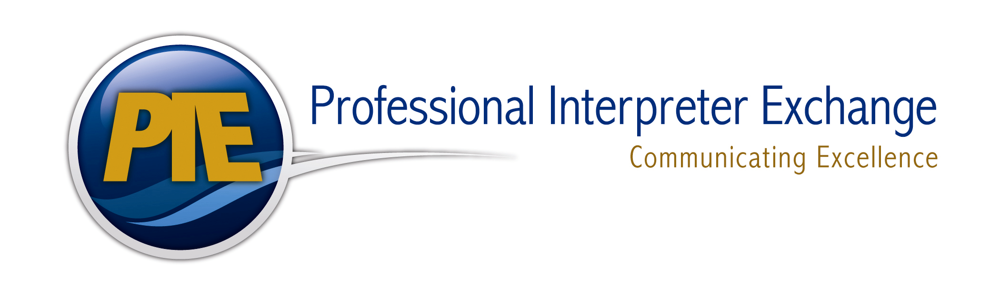 PIE
Professional Interpreter Exchange
Communicating Excellence